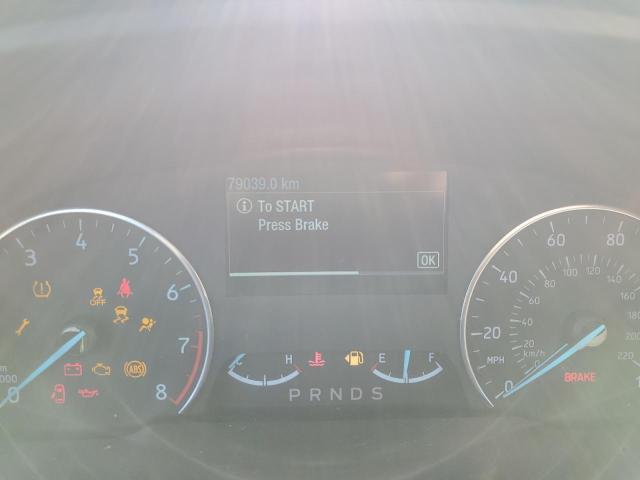 79039.0 km
To START
Press Brake
OK
3 4 5 6 7 8
0
OFF
ABS
C H
E F
P R N D S
0 20 40 60 80
MPH
0 20 40 60 80 100 120 140 160 180 200 220
km/h
BRAKE